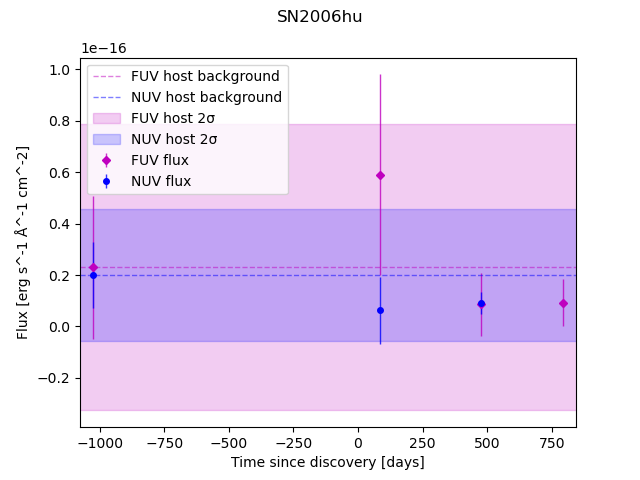 SN2006hu
1e−16
FUV host background
NUV host background
FUV host 2σ
NUV host 2σ
FUV flux
NUV flux
1.0
0.8
0.6
0.4
0.2
0.0
−0.2
Flux [erg s^-1 Å^-1 cm^-2]
−1000 −750 −500 −250 0 250 500 750
Time since discovery [days]